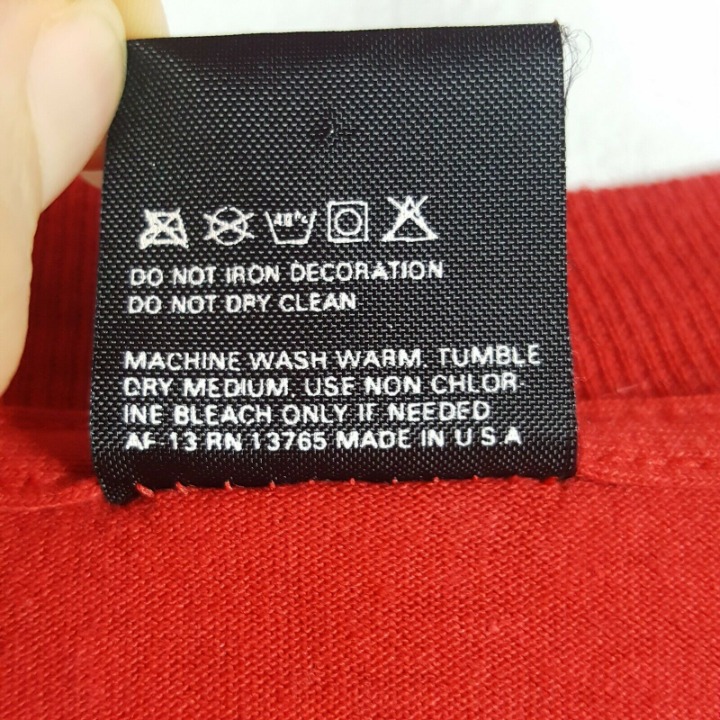 40°C
DO NOT IRON DECORATION
DO NOT DRY CLEAN
MACHINE WASH WARM. TUMBLE
DRY MEDIUM. USE NON CHLOR-
INE BLEACH ONLY IF NEEDED
AF 13 RN 13765 MADE IN U S A